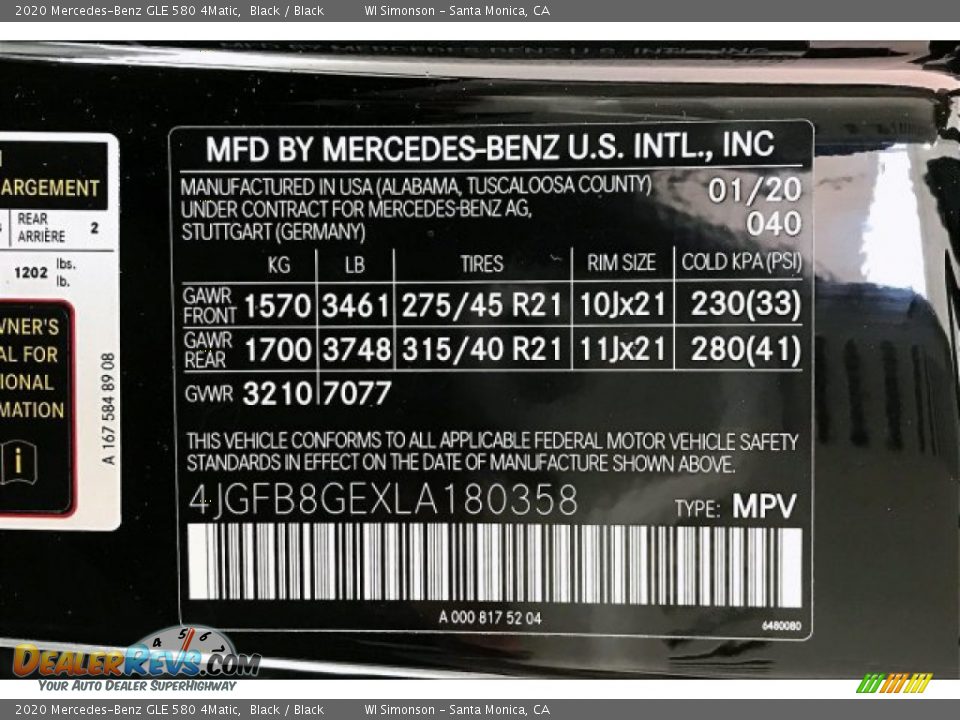 2020 Mercedes-Benz GLE 580 4Matic,  Black / Black    WI Simonson - Santa Monica, CA
MFD BY MERCEDES-BENZ U.S. INTL., INC
MANUFACTURED IN USA (ALABAMA, TUSCALOOSA COUNTY) 01/20
UNDER CONTRACT FOR MERCEDES-BENZ AG, 040
STUTTGART (GERMANY)
KG LB TIRES RIM SIZE COLD KPA (PSI)
GAWR FRONT 1570 3461 275/45 R21 10Jx21 230(33)
GAWR REAR 1700 3748 315/40 R21 11Jx21 280(41)
GVWR 3210 7077
THIS VEHICLE CONFORMS TO ALL APPLICABLE FEDERAL MOTOR VEHICLE SAFETY
STANDARDS IN EFFECT ON THE DATE OF MANUFACTURE SHOWN ABOVE.
4JGFB8GEXLA180358 TYPE: MPV
A 000 817 52 04
6480080
ARGEMENT
REAR
ARRIÈRE 2
1202 lbs.
lb.
WNER'S
AL FOR
IONAL
MATION
i
A 167 584 89 08
4 5 6
DEALERREVS.COM
YOUR AUTO DEALER SUPERHIGHWAY
2020 Mercedes-Benz GLE 580 4Matic,  Black / Black    WI Simonson - Santa Monica, CA